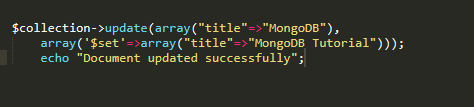 $collection->update(array("title"=>"MongoDB"),
array('$set'=>array("title"=>"MongoDB Tutorial")));
echo "Document updated successfully";